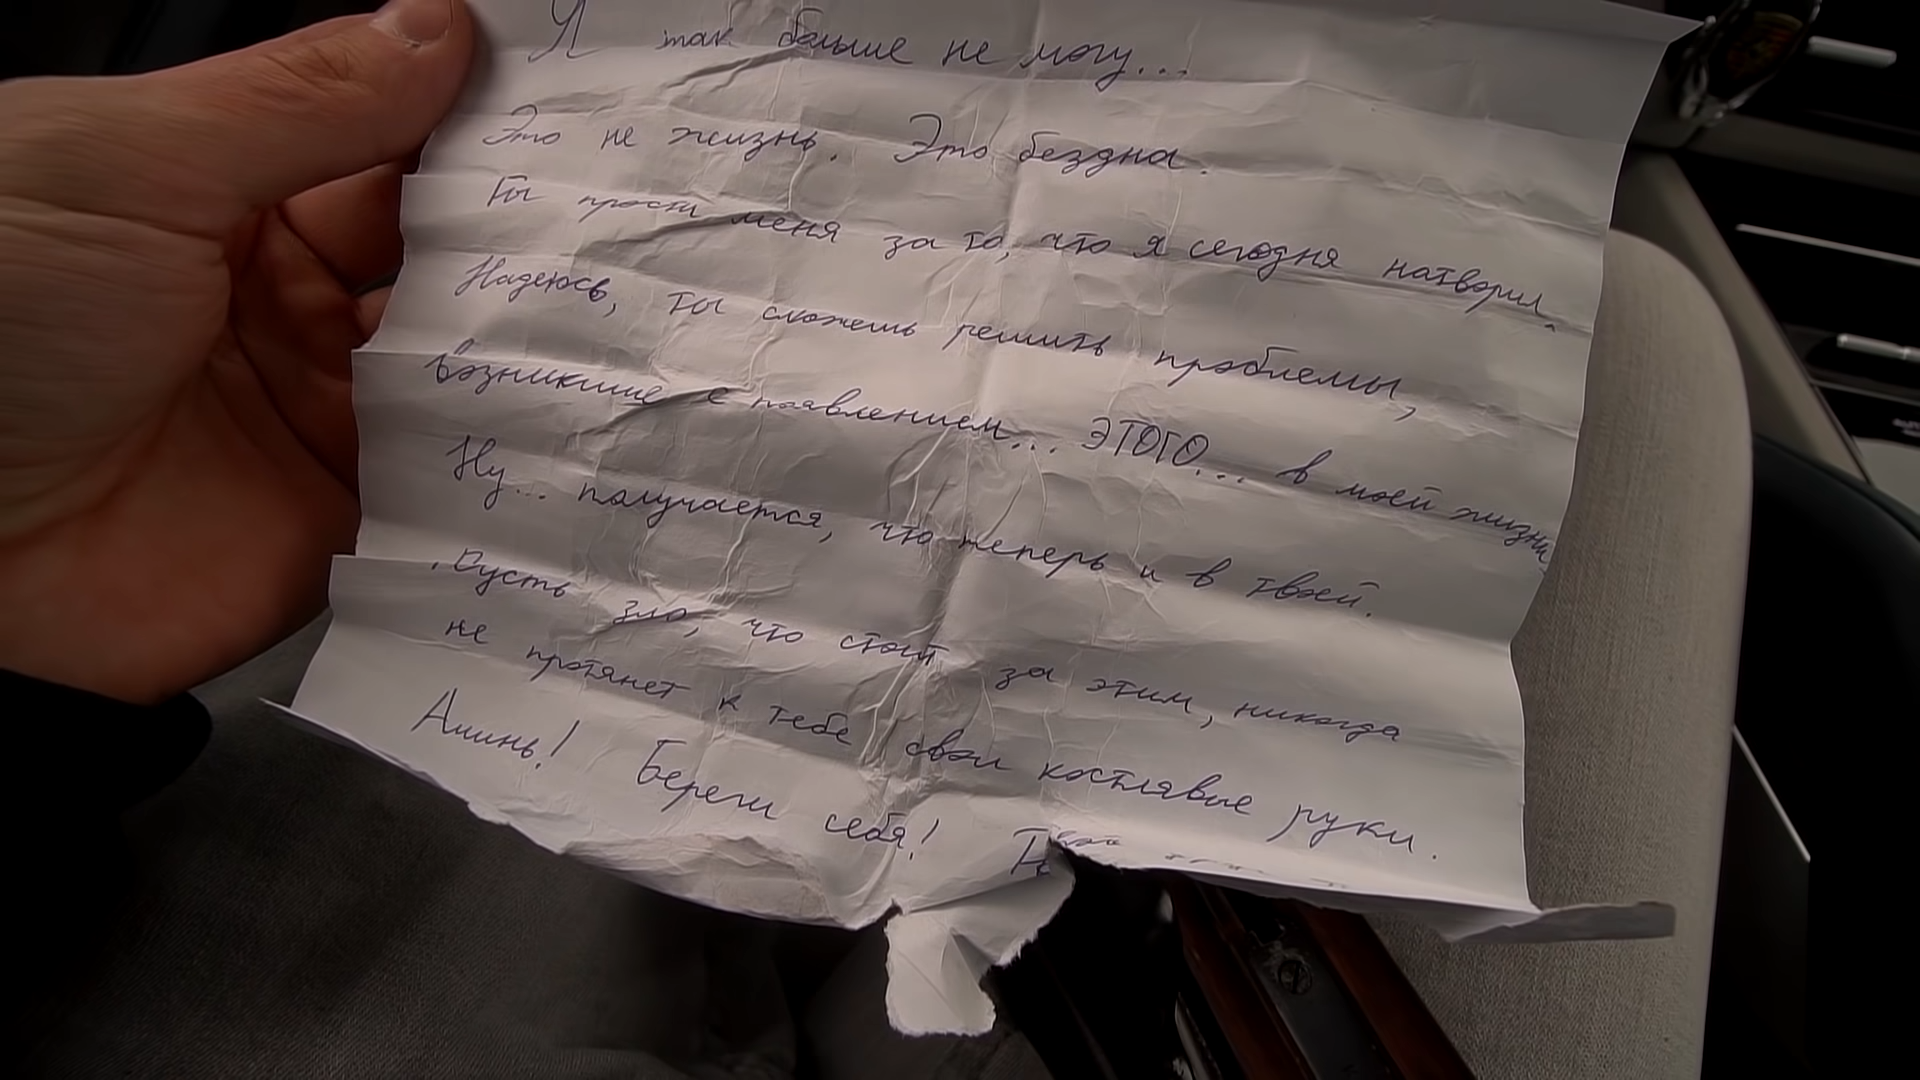 Я так больше не могу...
Это не жизнь. Это бездна.
Ты прости меня за то, что я сегодня натворил.
Надеюсь, ты сможешь решить проблемы,
возникшие с появлением... ЭТОГО... в моей жизни
Ну... получается, что теперь и в твоей.
Пусть зло, что стоит за этим, никогда
не протянет к тебе свои костлявые руки.
Аминь! Береги себя!